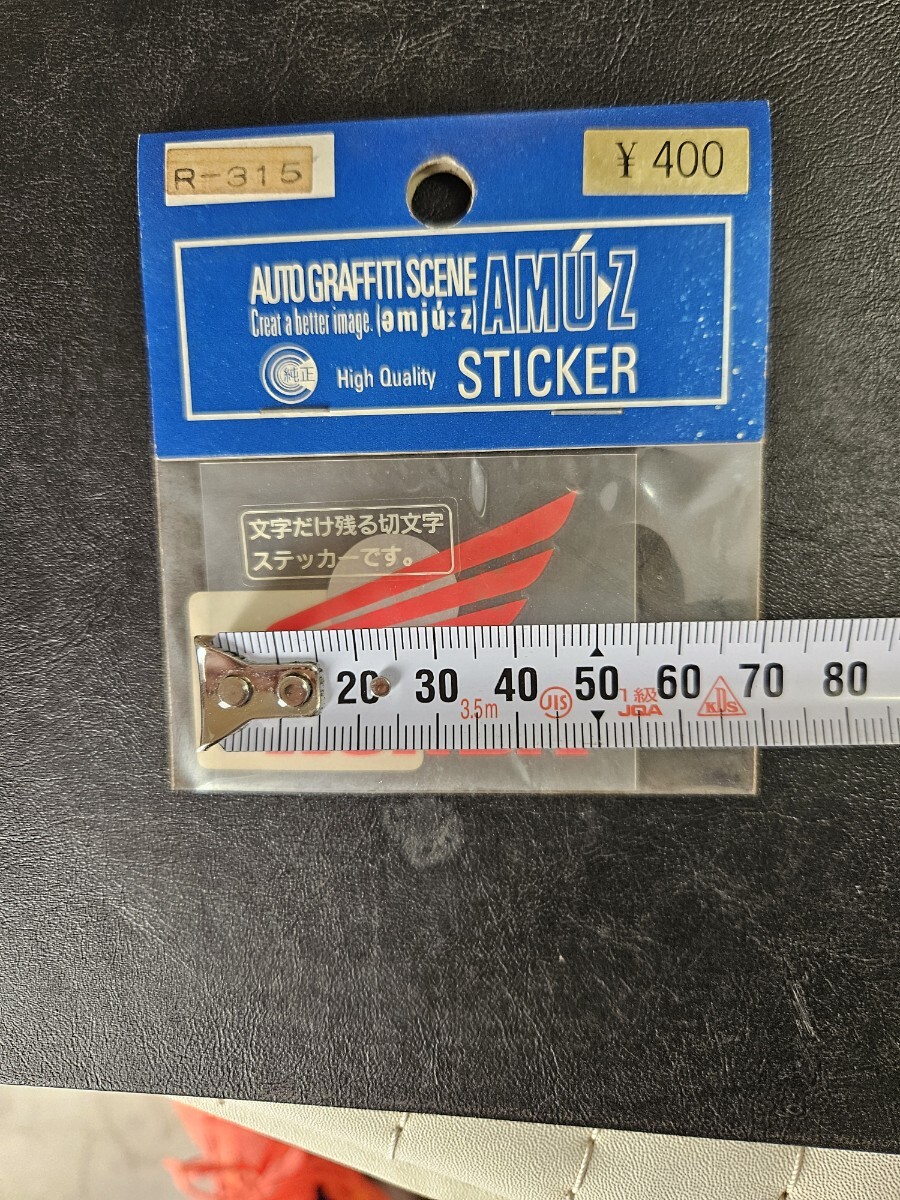 R-315
¥400
AUTO GRAFFITI SCENE AMÚZ
Creat a better image. [əmjú:z]
純正 High Quality STICKER
文字だけ残る切文字
ステッカーです。
20 30 40 50 60 70 80
3.5m JIS 1級 JQA KDS